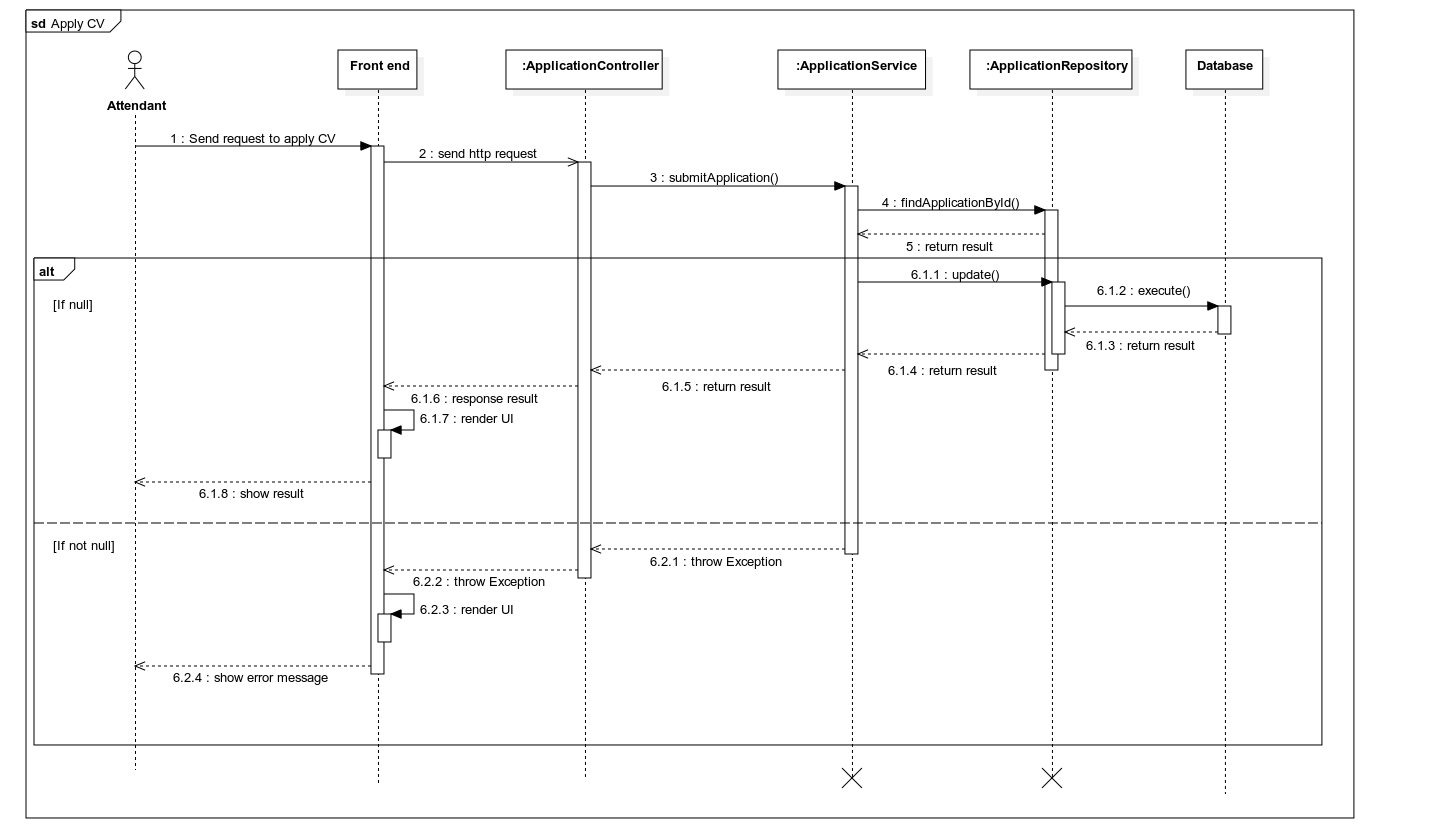 sd Apply CV
Attendant
Front end
:ApplicationController
:ApplicationService
:ApplicationRepository
Database
1 : Send request to apply CV
2 : send http request
3 : submitApplication()
4 : findApplicationById()
5 : return result
alt
[If null]
6.1.1 : update()
6.1.2 : execute()
6.1.3 : return result
6.1.4 : return result
6.1.5 : return result
6.1.6 : response result
6.1.7 : render UI
6.1.8 : show result
[If not null]
6.2.1 : throw Exception
6.2.2 : throw Exception
6.2.3 : render UI
6.2.4 : show error message